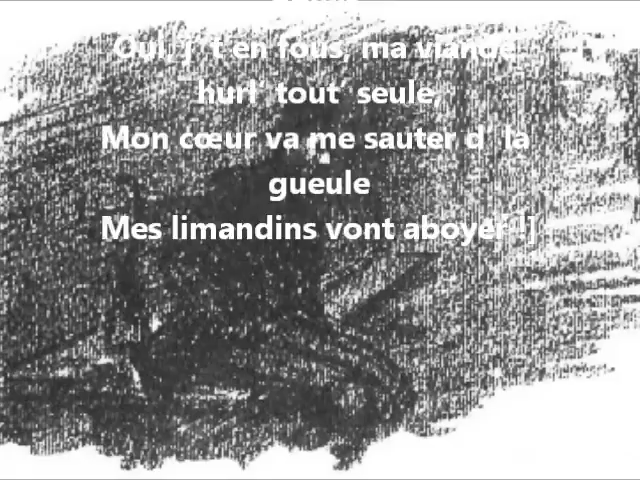 Oui, j' t'en fous, ma viande
hurl' tout' seule,
Mon cœur va me sauter d' la
gueule
Mes limandins vont aboyer !]